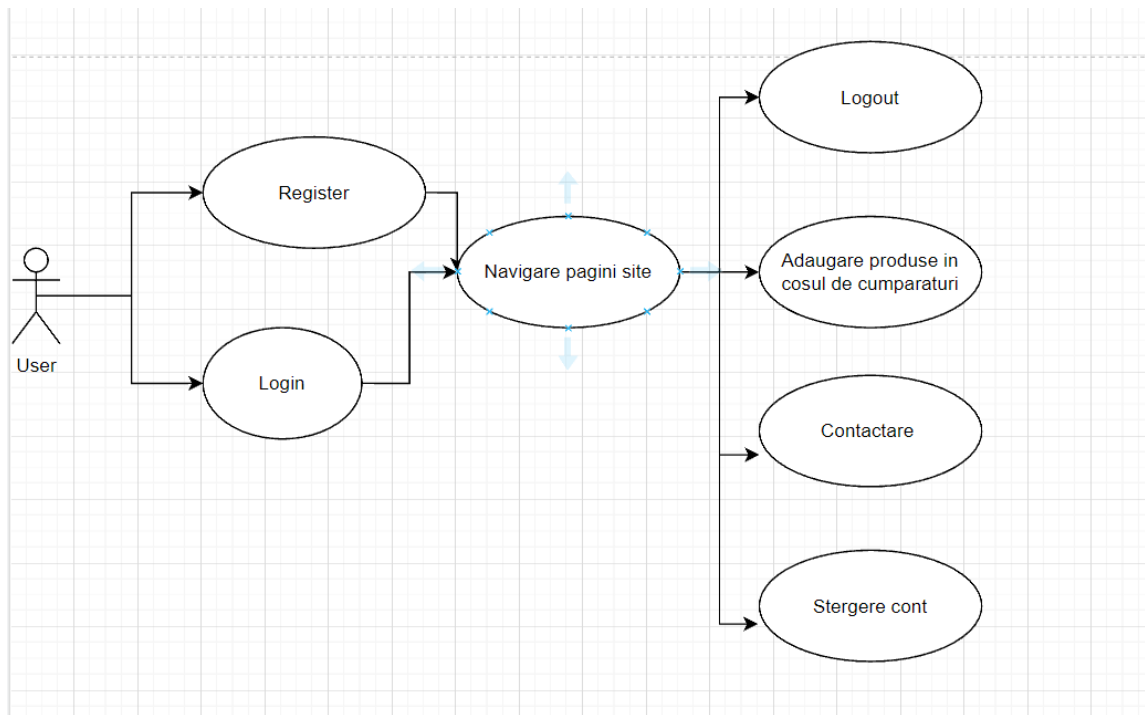 User
Register
Login
Navigare pagini site
Logout
Adaugare produse in
cosul de cumparaturi
Contactare
Stergere cont